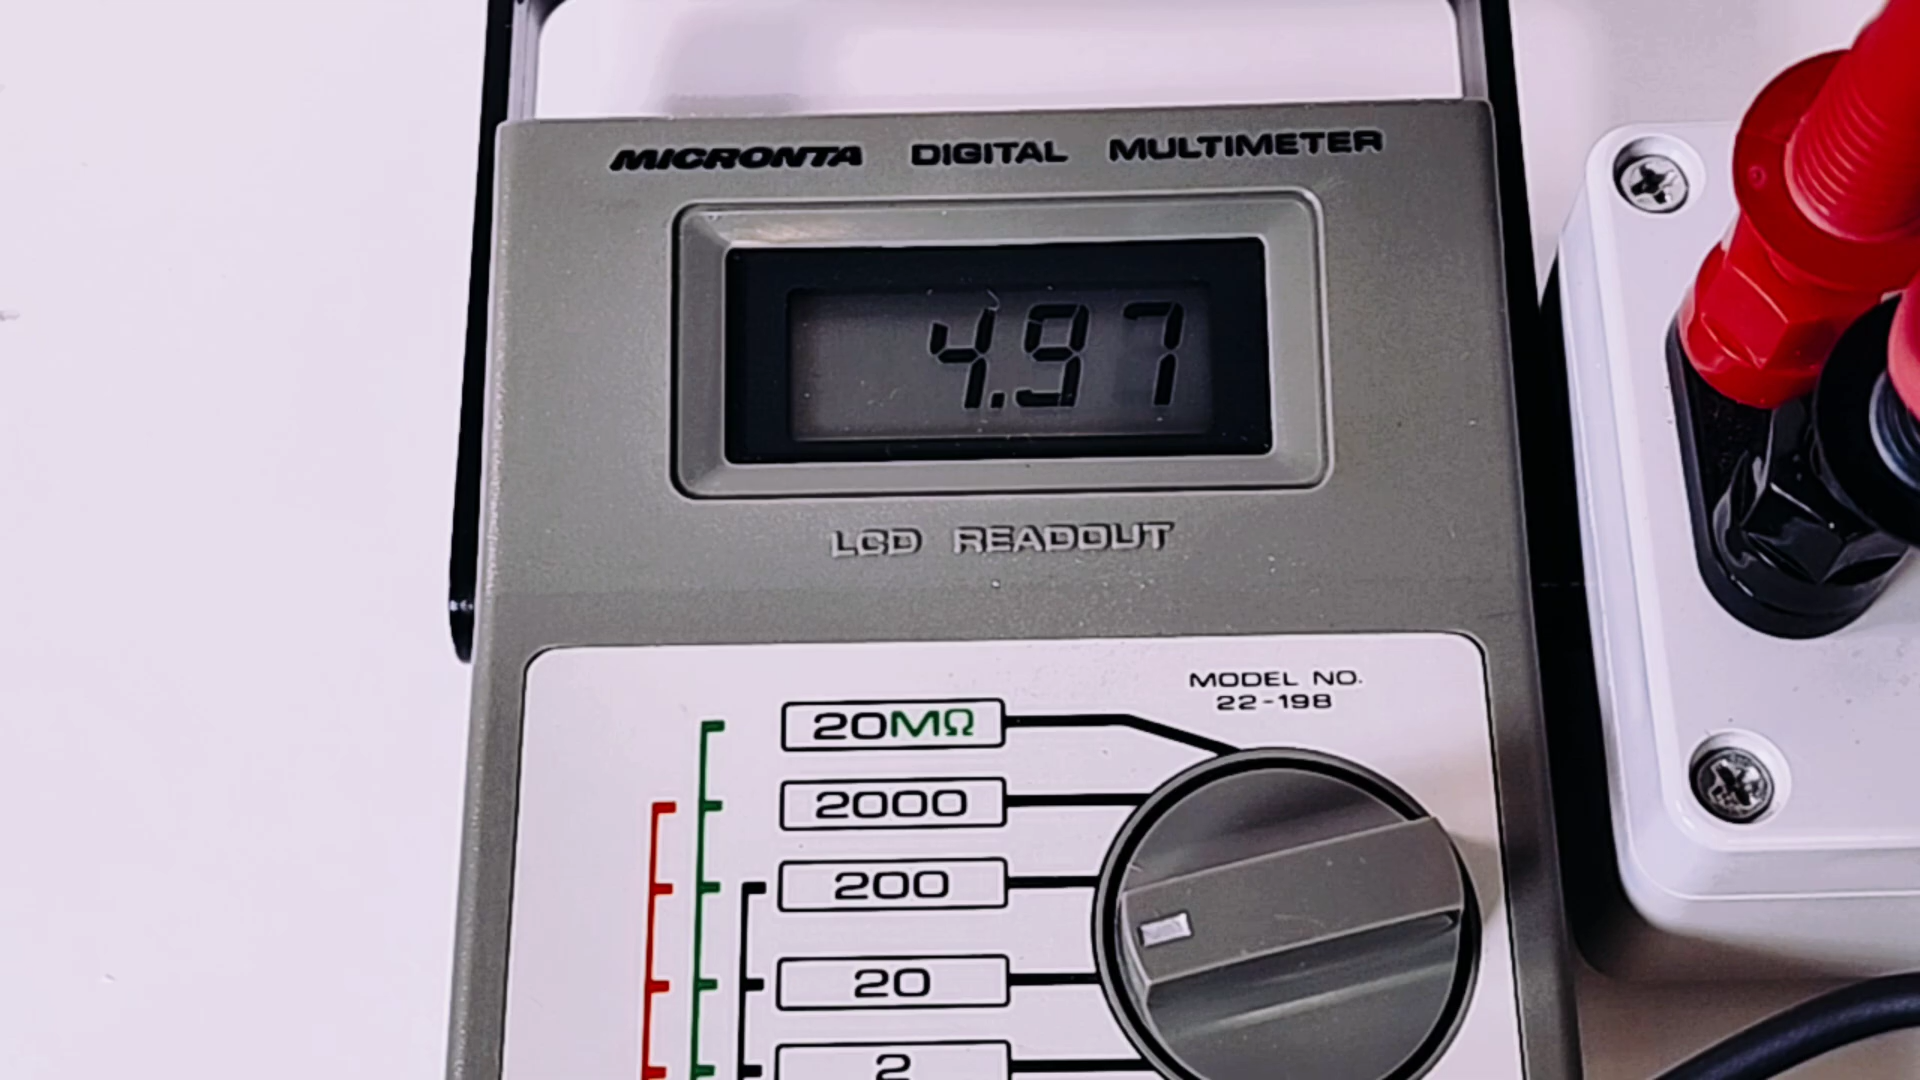 MICRONTA DIGITAL MULTIMETER
4.97
LCD READOUT
MODEL NO.
22-198
20MΩ
2000
200
20
2